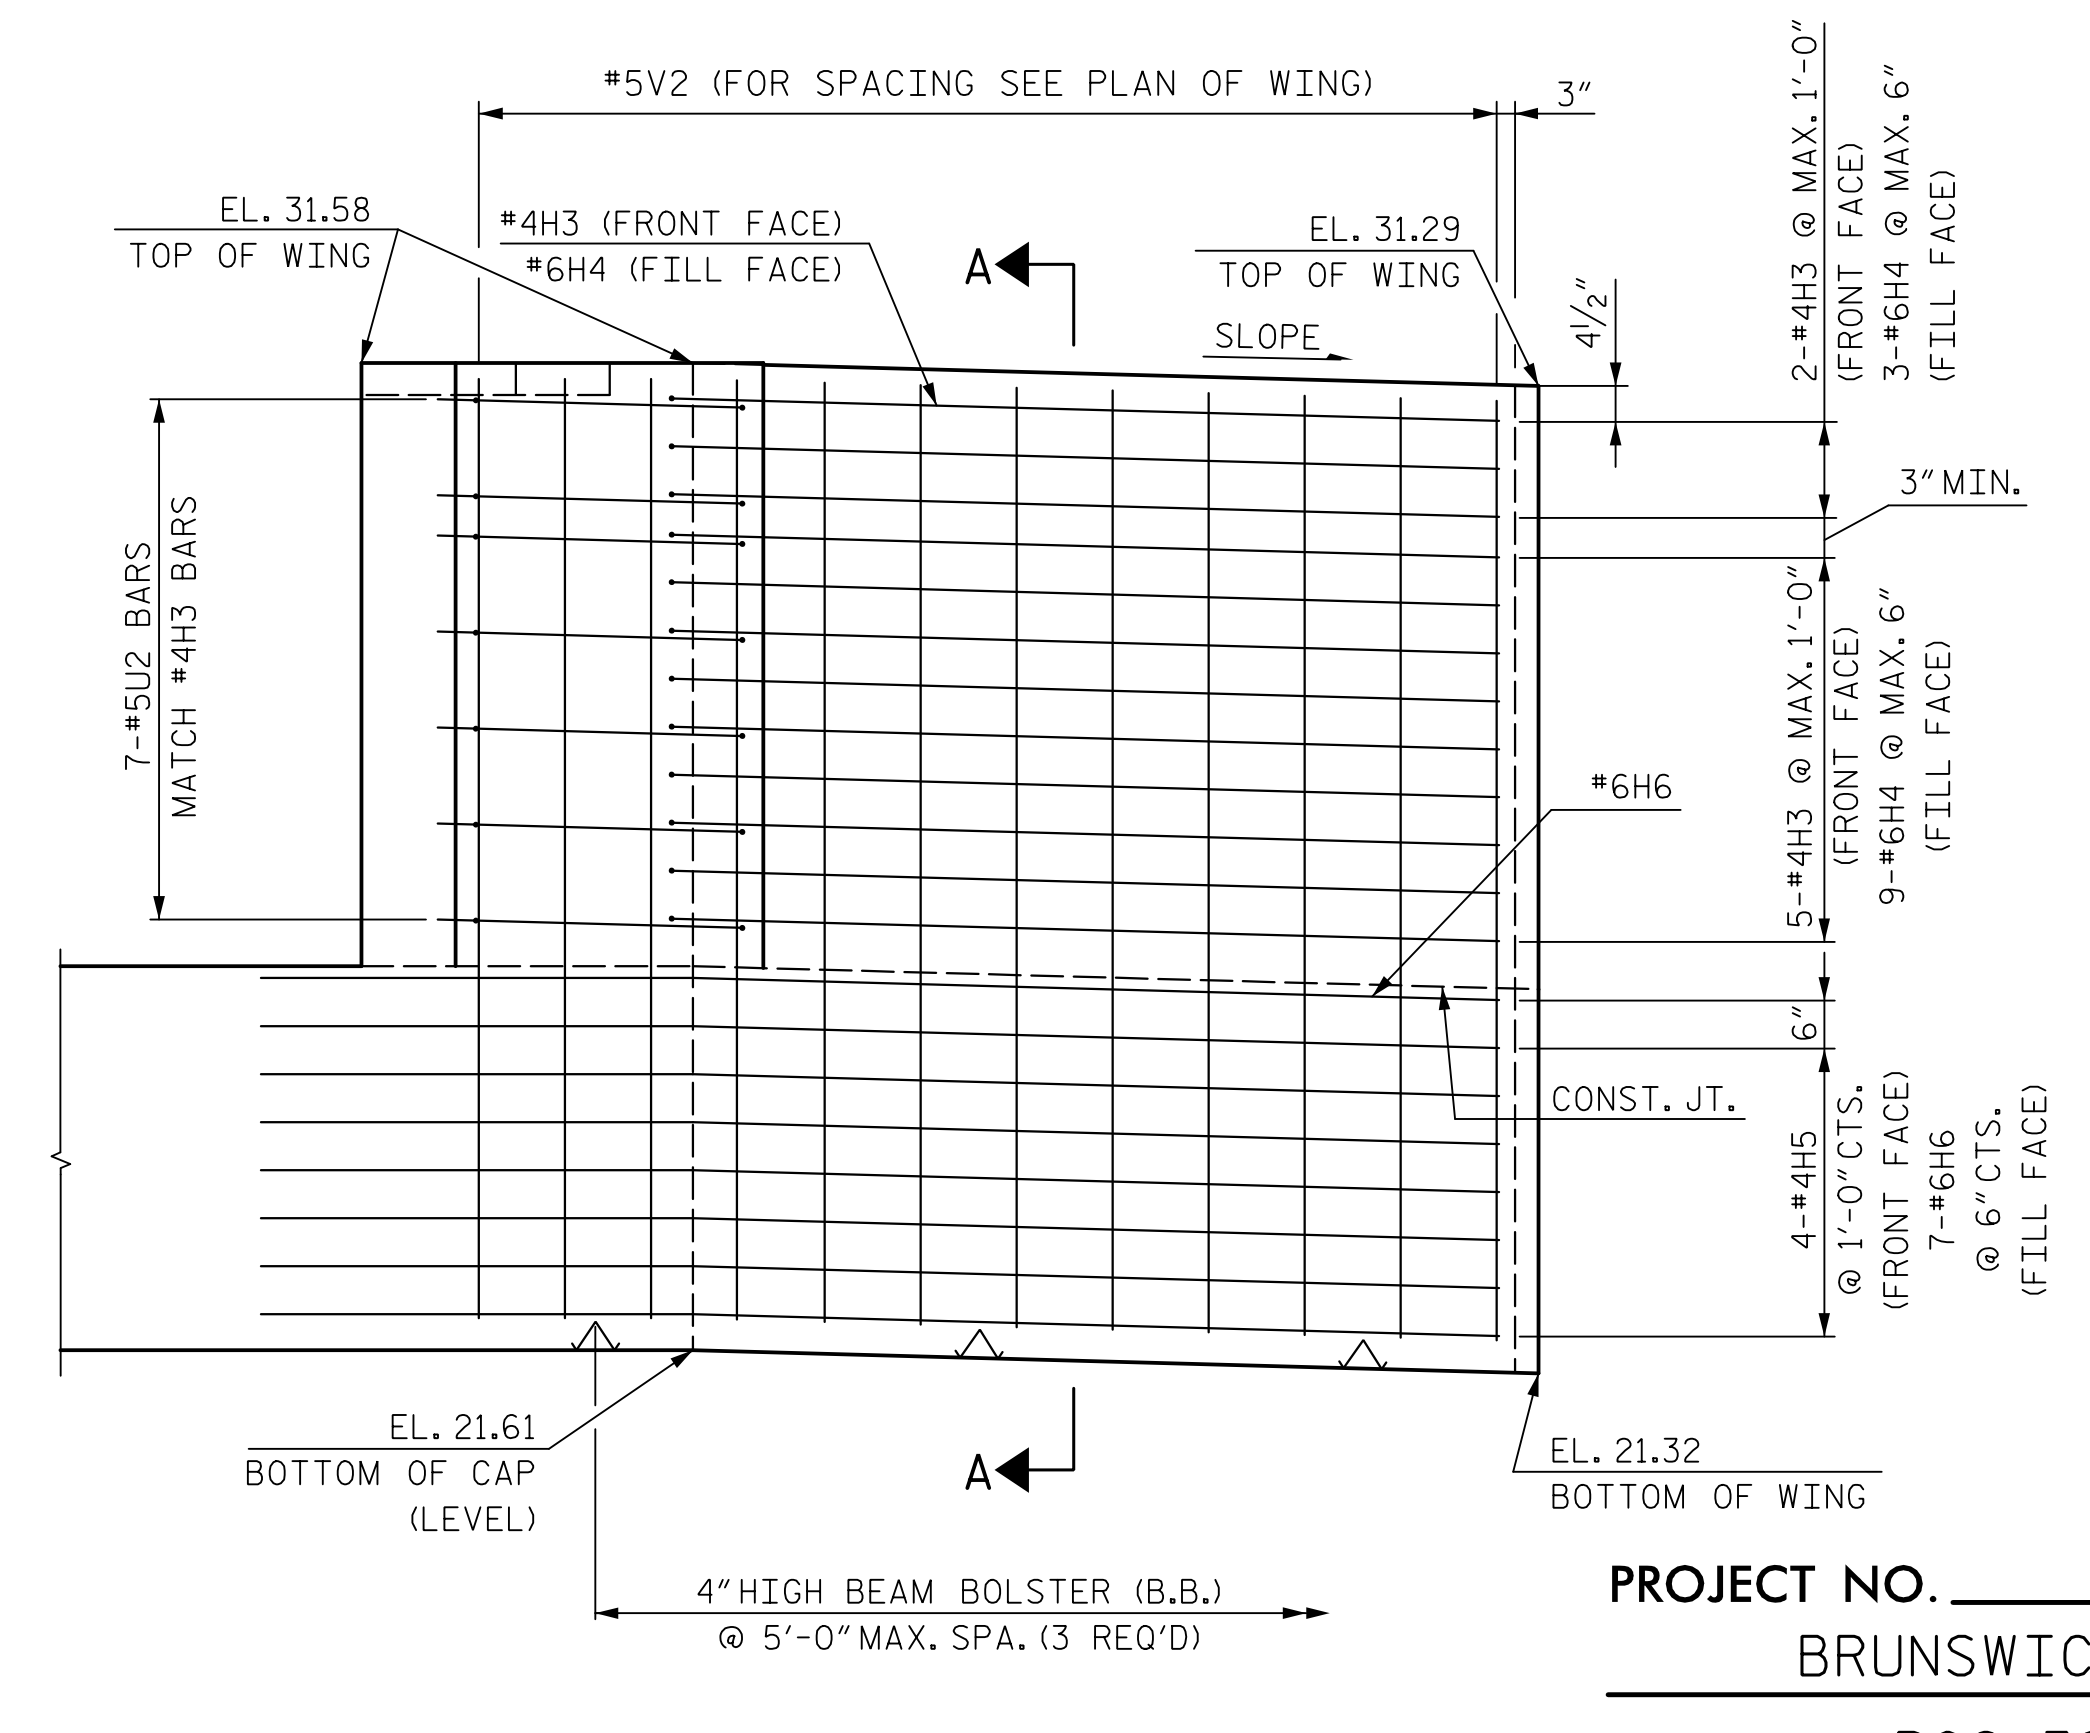 #5V2 (FOR SPACING SEE PLAN OF WING)
3"
EL. 31.58
TOP OF WING
#4H3 (FRONT FACE)
#6H4 (FILL FACE)
A
EL. 31.29
TOP OF WING
SLOPE
4 1/2"
2-#4H3 @ MAX. 1'-0"
(FRONT FACE)
3-#6H4 @ MAX. 6"
(FILL FACE)
3" MIN.
7-#5U2 BARS
MATCH #4H3 BARS
5-#4H3 @ MAX. 1'-0"
(FRONT FACE)
9-#6H4 @ MAX. 6"
(FILL FACE)
#6H6
6"
CONST. JT.
4-#4H5
@ 1'-0" CTS.
(FRONT FACE)
7-#6H6
@ 6" CTS.
(FILL FACE)
EL. 21.61
BOTTOM OF CAP
(LEVEL)
A
EL. 21.32
BOTTOM OF WING
4" HIGH BEAM BOLSTER (B.B.)
@ 5'-0" MAX. SPA. (3 REQ'D)
PROJECT NO.
BRUNSWIC